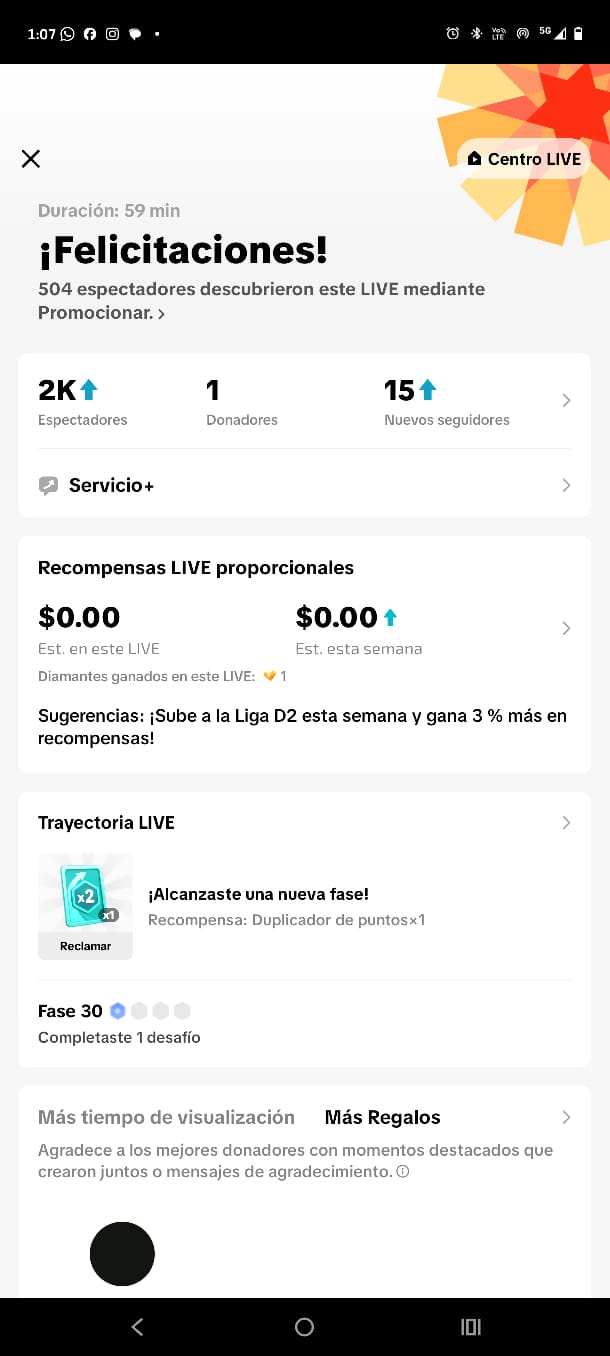 1:07
VoLTE 5G
Centro LIVE
Duración: 59 min
¡Felicitaciones!
504 espectadores descubrieron este LIVE mediante
Promocionar. >
2K 1 15
Espectadores Donadores Nuevos seguidores
Servicio+
Recompensas LIVE proporcionales
$0.00 $0.00
Est. en este LIVE Est. esta semana
Diamantes ganados en este LIVE: 1
Sugerencias: ¡Sube a la Liga D2 esta semana y gana 3 % más en
recompensas!
Trayectoria LIVE
x2
x1
Reclamar
¡Alcanzaste una nueva fase!
Recompensa: Duplicador de puntos×1
Fase 30
Completaste 1 desafío
Más tiempo de visualización Más Regalos
Agradece a los mejores donadores con momentos destacados que
crearon juntos o mensajes de agradecimiento.